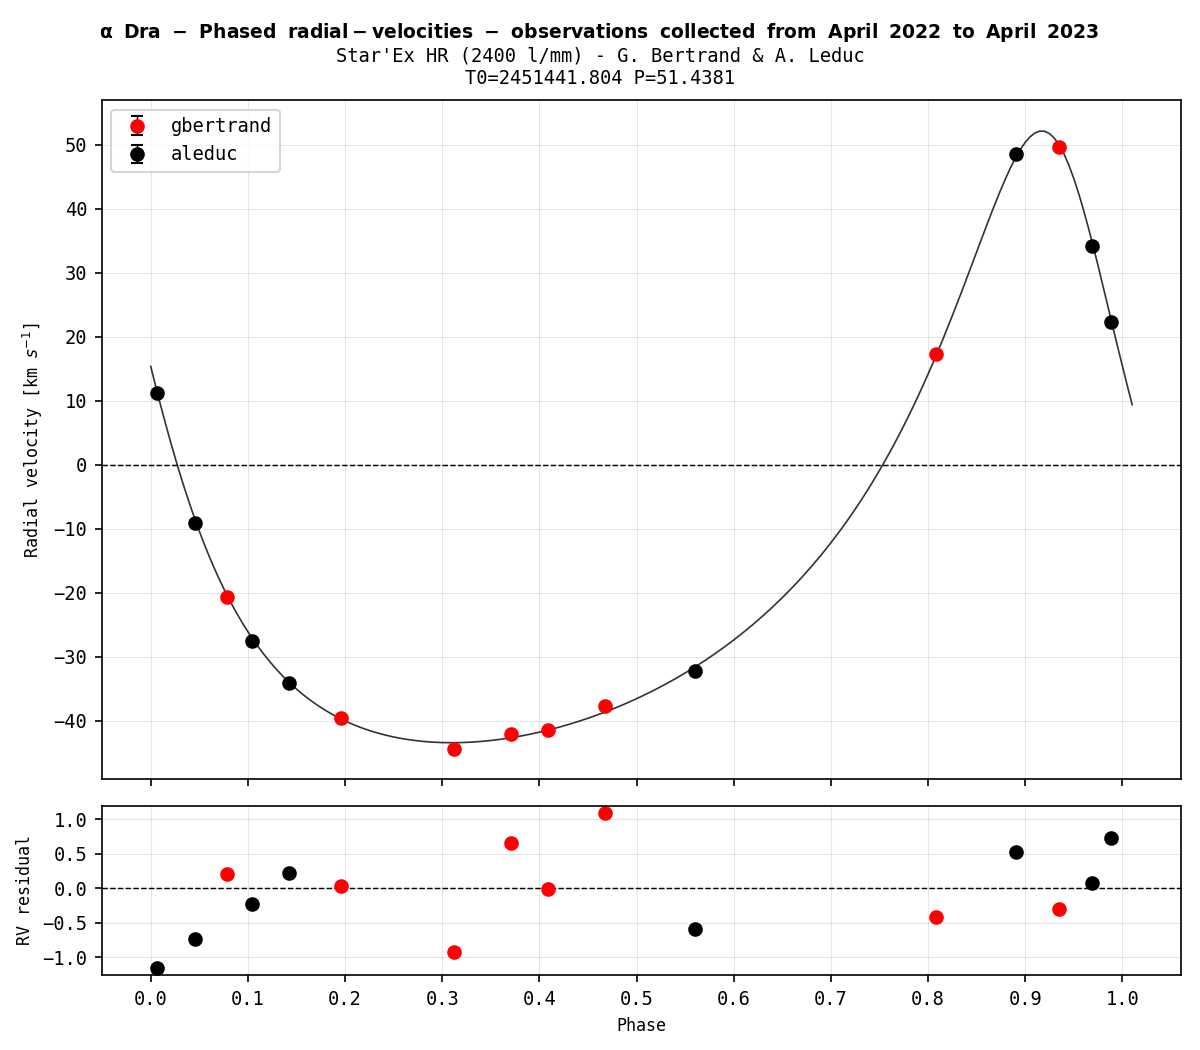 α Dra − Phased radial−velocities − observations collected from April 2022 to April 2023
Star'Ex HR (2400 l/mm) - G. Bertrand & A. Leduc
T0=2451441.804 P=51.4381
gbertrand
aleduc
Radial velocity [km s⁻¹]
50
40
30
20
10
0
−10
−20
−30
−40
RV residual
1.0
0.5
0.0
−0.5
−1.0
0.0 0.1 0.2 0.3 0.4 0.5 0.6 0.7 0.8 0.9 1.0
Phase